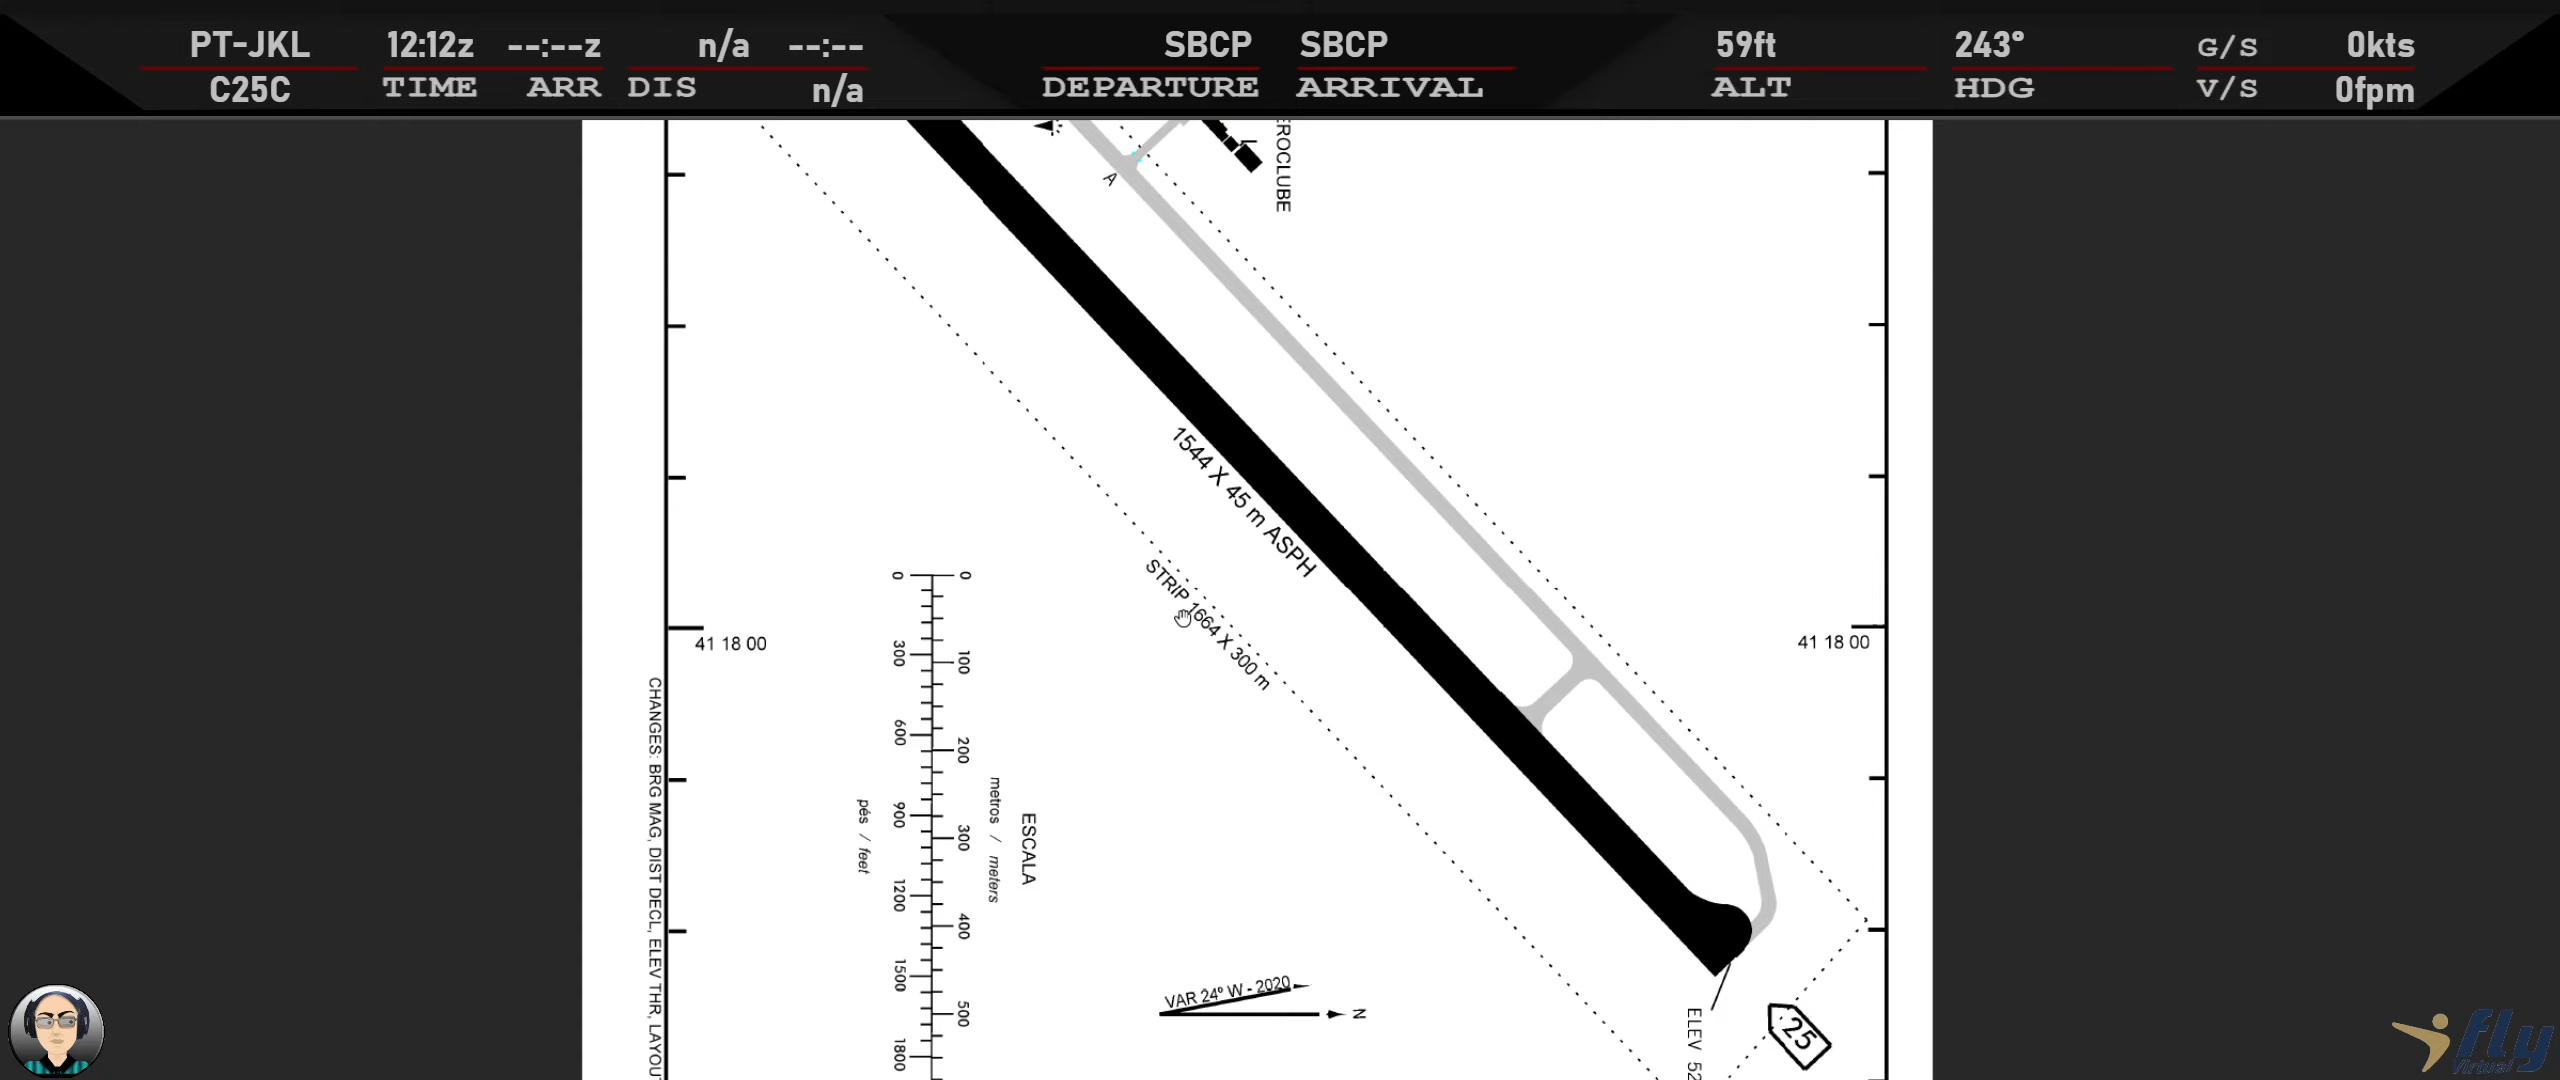 PT-JKL
C25C
12:12z --:--z
TIME ARR
n/a --:--
DIS n/a
SBCP SBCP
DEPARTURE ARRIVAL
59ft
ALT
243°
HDG
G/S 0kts
V/S 0fpm
EROCLUBE
A
1544 X 45 m ASPH
STRIP 1664 X 300 m
41 18 00
41 18 00
0 300 600 900 1200 1500 1800
0 100 200 300 400 500
pés / feet
metros / meters
ESCALA
CHANGES: BRG MAG, DIST DECL, ELEV THR, LAYOU
VAR 24° W - 2020
N
ELEV 52
25
fly
Virtual